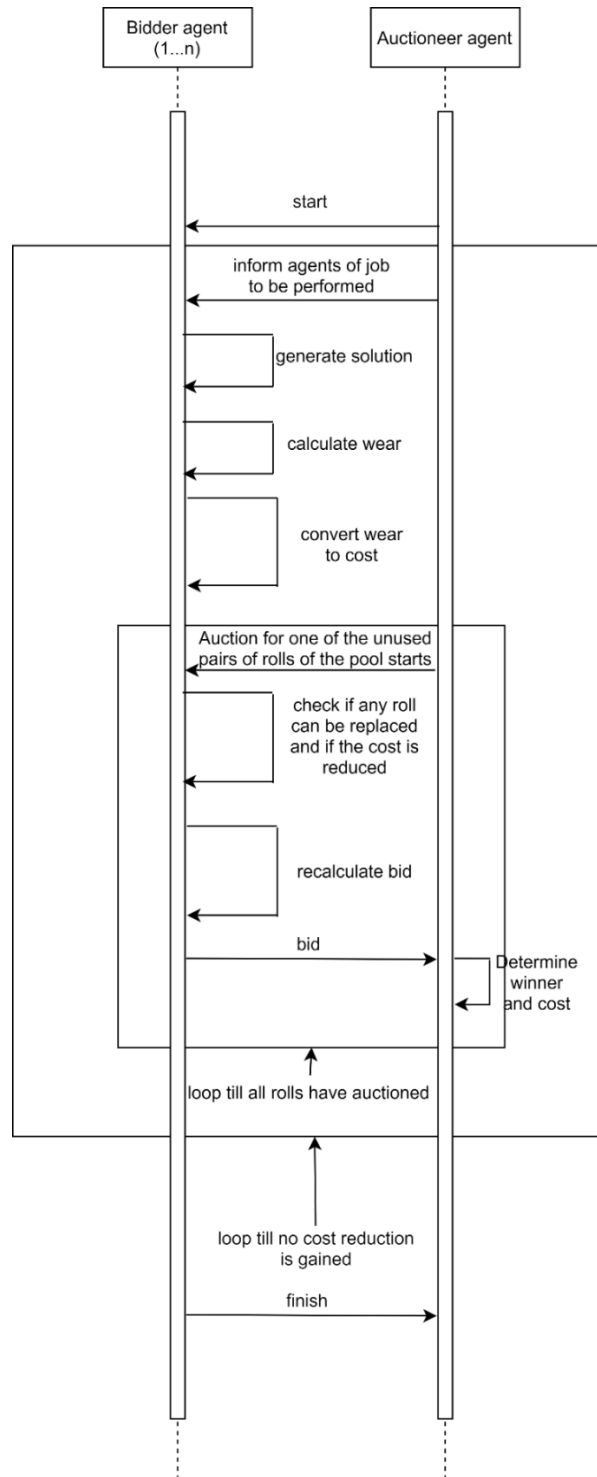 Bidder agent
(1...n)
Auctioneer agent
start
inform agents of job
to be performed
generate solution
calculate wear
convert wear
to cost
Auction for one of the unused
pairs of rolls of the pool starts
check if any roll
can be replaced
and if the cost is
reduced
recalculate bid
bid
Determine
winner
and cost
loop till all rolls have auctioned
loop till no cost reduction
is gained
finish